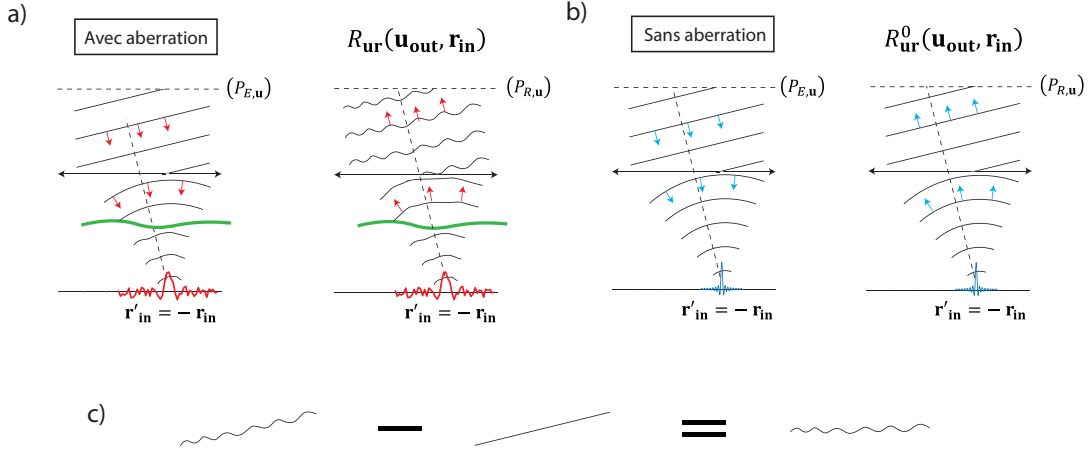 a)
Avec aberration
R_ur(u_out, r_in)
(P_E,u)
(P_R,u)
r'_in = − r_in
r'_in = − r_in
b)
Sans aberration
R⁰_ur(u_out, r_in)
(P_E,u)
(P_R,u)
r'_in = − r_in
r'_in = − r_in
c)